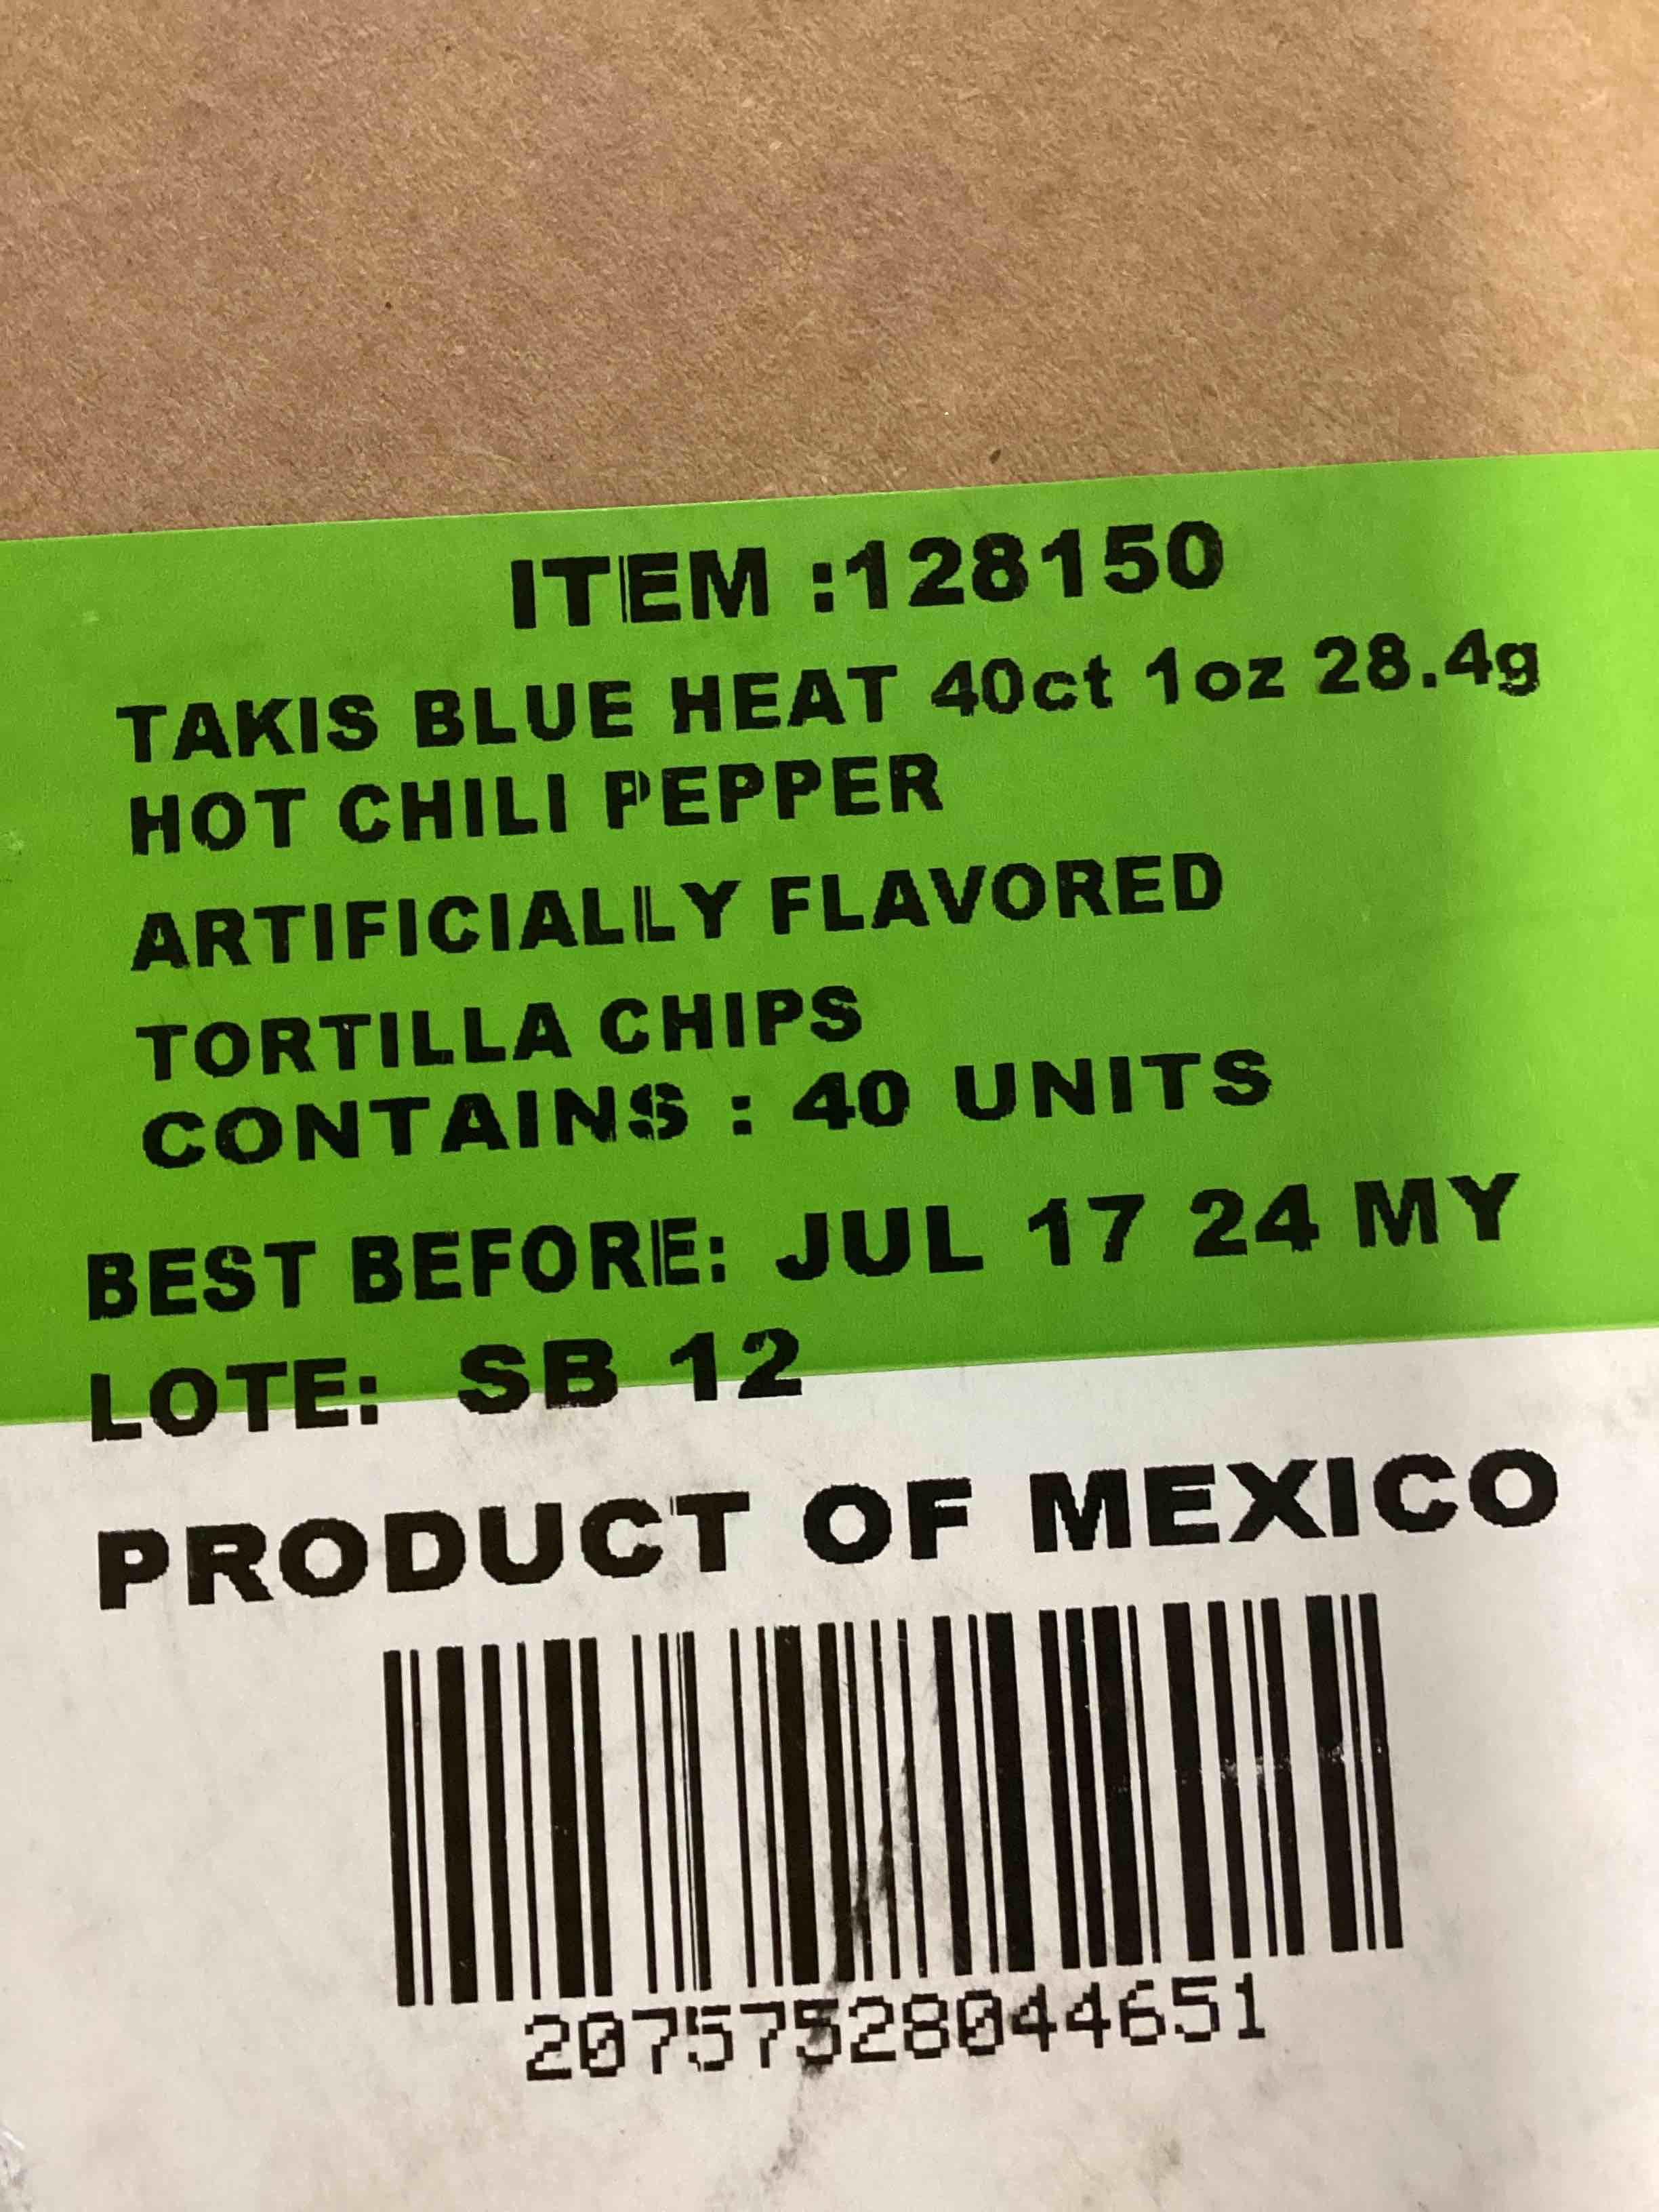 ITEM :128150
TAKIS BLUE HEAT 40ct 1oz 28.4g
HOT CHILI PEPPER
ARTIFICIALLY FLAVORED
TORTILLA CHIPS
CONTAINS : 40 UNITS
BEST BEFORE: JUL 17 24 MY
LOTE: SB 12
PRODUCT OF MEXICO
20757528044651